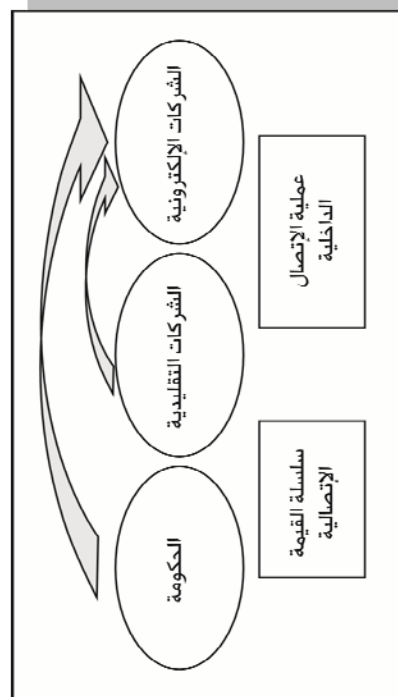 الشركات الإلكترونية
الشركات التقليدية
الحكومة
عملية الإتصال
الداخلية
سلسلة القيمة
الإتصالية